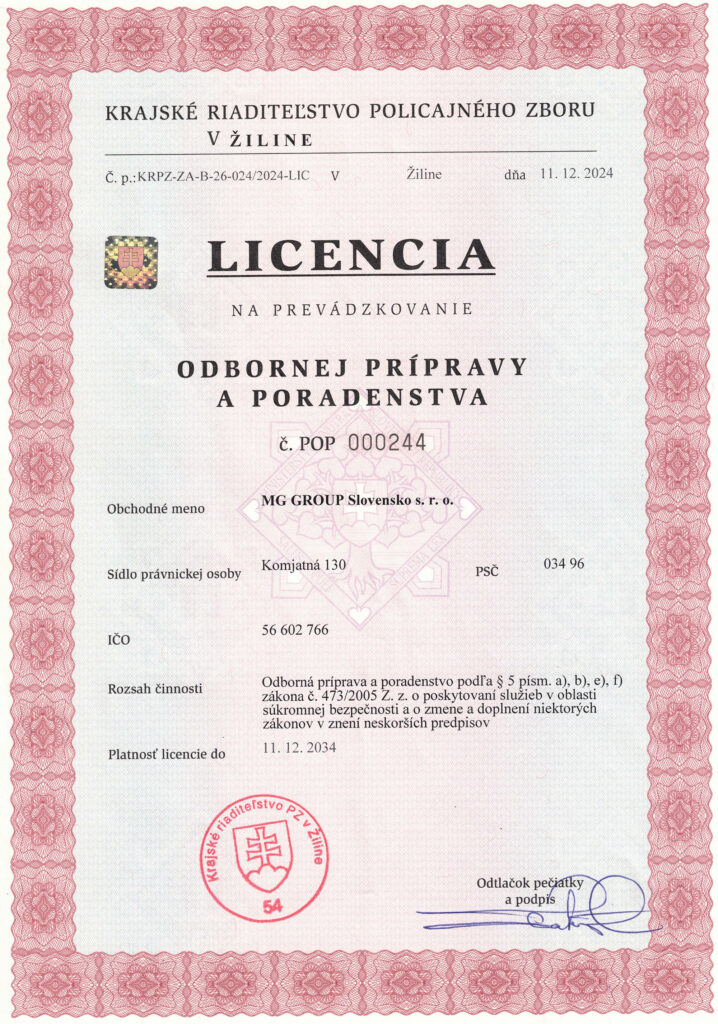 KRAJSKÉ RIADITEĽSTVO POLICAJNÉHO ZBORU
V ŽILINE
Č. p.:KRPZ-ZA-B-26-024/2024-LIC V Žiline dňa 11. 12. 2024
LICENCIA
NA PREVÁDZKOVANIE
ODBORNEJ PRÍPRAVY
A PORADENSTVA
č. POP 000244
Obchodné meno MG GROUP Slovensko s. r. o.
Sídlo právnickej osoby Komjatná 130 PSČ 034 96
IČO 56 602 766
Rozsah činnosti Odborná príprava a poradenstvo podľa § 5 písm. a), b), e), f)
zákona č. 473/2005 Z. z. o poskytovaní služieb v oblasti
súkromnej bezpečnosti a o zmene a doplnení niektorých
zákonov v znení neskorších predpisov
Platnosť licencie do 11. 12. 2034
Krajské riaditeľstvo PZ v Žiline
54
Odtlačok pečiatky
a podpis